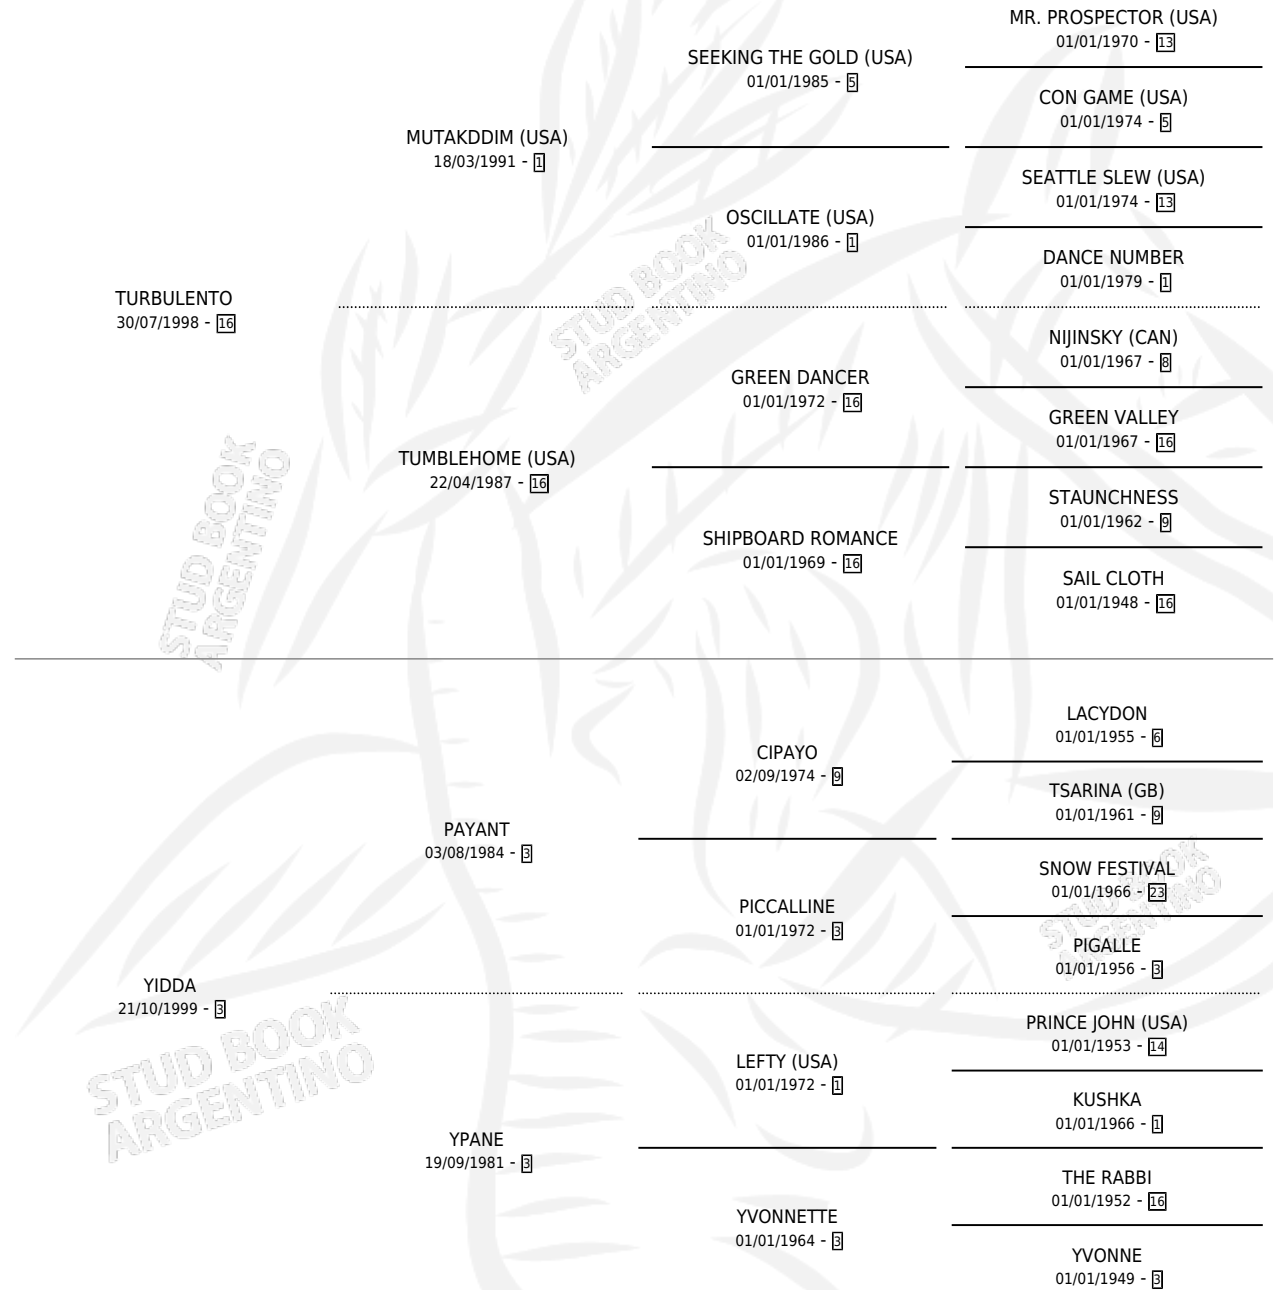 MR. PROSPECTOR (USA)
01/01/1970 - 13
SEEKING THE GOLD (USA)
01/01/1985 - 5
CON GAME (USA)
01/01/1974 - 5
MUTAKDDIM (USA)
18/03/1991 - 1
SEATTLE SLEW (USA)
01/01/1974 - 13
OSCILLATE (USA)
01/01/1986 - 1
DANCE NUMBER
01/01/1979 - 1
TURBULENTO
30/07/1998 - 16
STUD BOOK
ARGENTINO
NIJINSKY (CAN)
01/01/1967 - 8
GREEN DANCER
01/01/1972 - 16
GREEN VALLEY
01/01/1967 - 16
TUMBLEHOME (USA)
22/04/1987 - 16
STAUNCHNESS
01/01/1962 - 9
SHIPBOARD ROMANCE
01/01/1969 - 16
SAIL CLOTH
01/01/1948 - 16
STUD BOOK
ARGENTINO
LACYDON
01/01/1955 - 6
CIPAYO
02/09/1974 - 9
TSARINA (GB)
01/01/1961 - 9
PAYANT
03/08/1984 - 3
SNOW FESTIVAL
01/01/1966 - 23
PICCALLINE
01/01/1972 - 3
PIGALLE
01/01/1956 - 3
STUD BOOK
ARGENTINO
YIDDA
21/10/1999 - 3
PRINCE JOHN (USA)
01/01/1953 - 14
LEFTY (USA)
01/01/1972 - 1
KUSHKA
01/01/1966 - 1
STUD BOOK
ARGENTINO
YPANE
19/09/1981 - 3
THE RABBI
01/01/1952 - 16
YVONNETTE
01/01/1964 - 3
YVONNE
01/01/1949 - 3